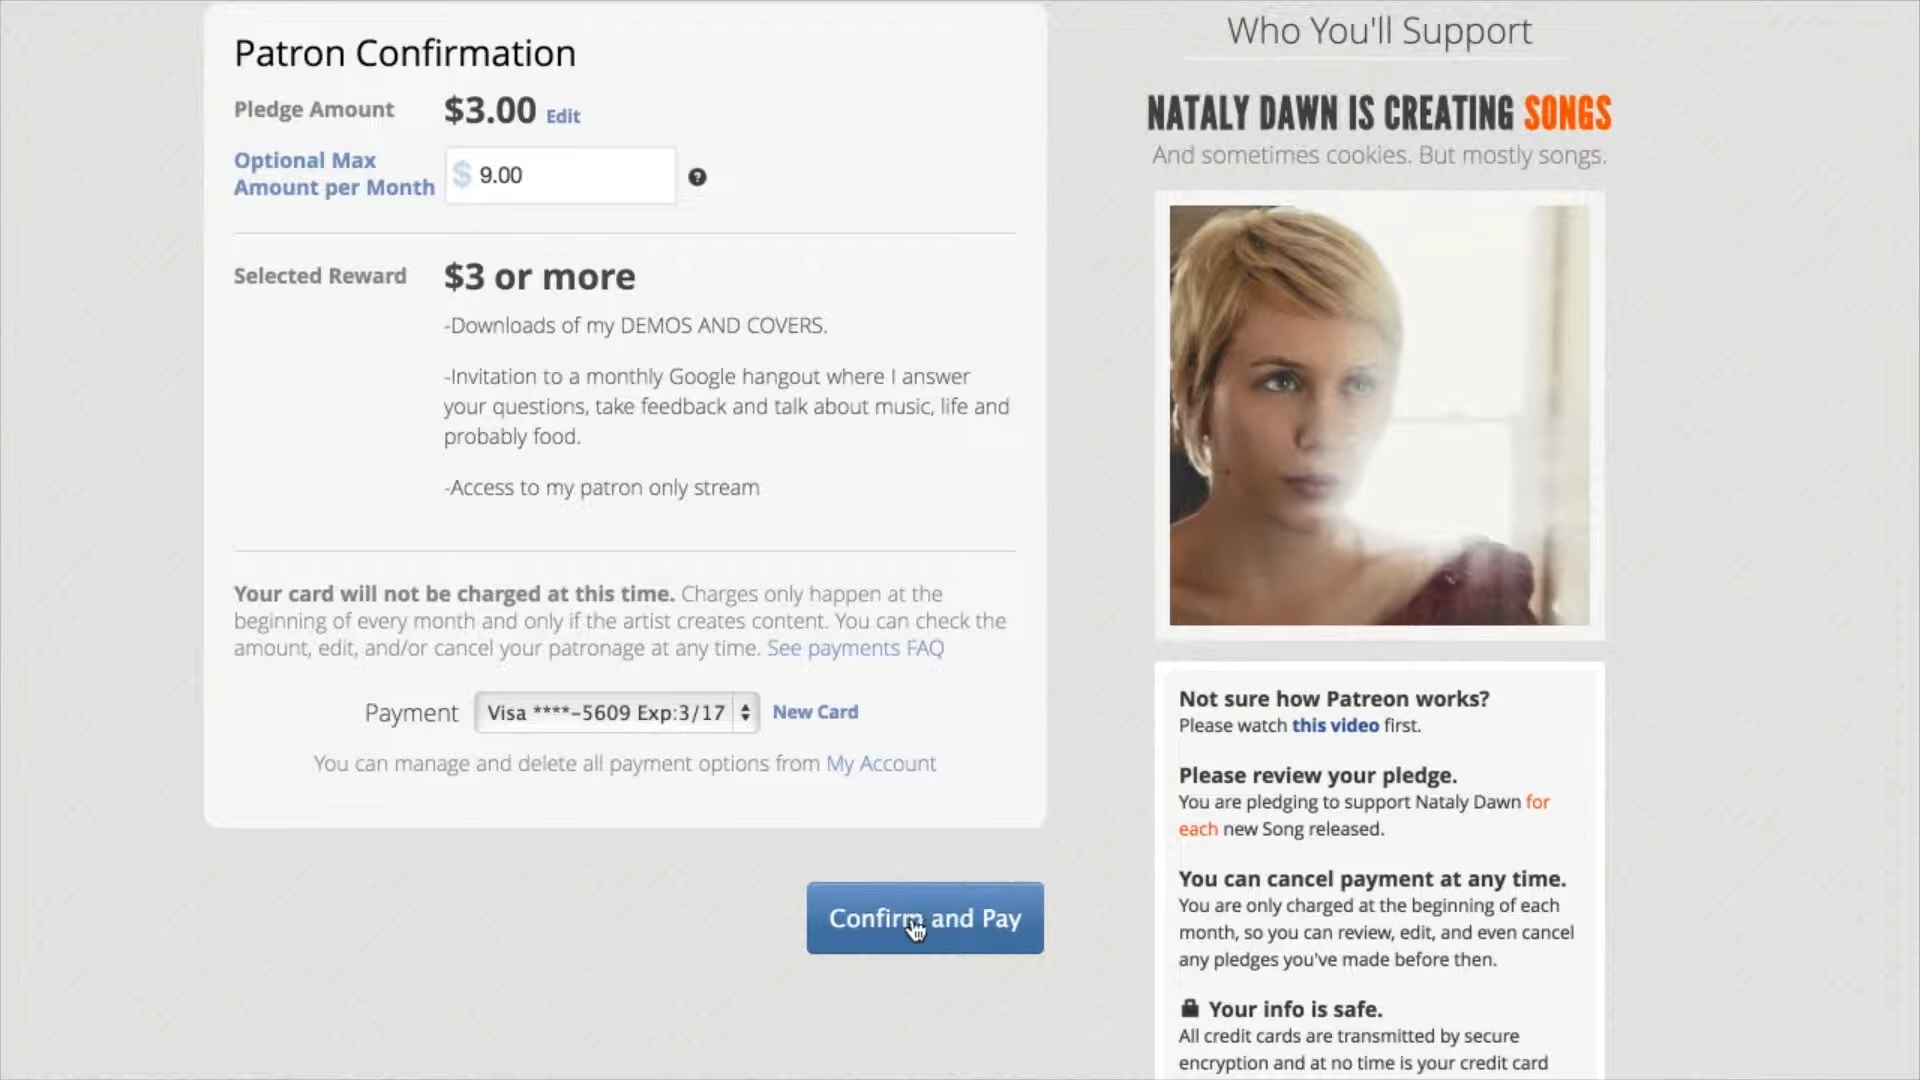 Patron Confirmation
Pledge Amount $3.00 Edit
Optional Max
Amount per Month $ 9.00 ?
Selected Reward $3 or more
-Downloads of my DEMOS AND COVERS.
-Invitation to a monthly Google hangout where I answer
your questions, take feedback and talk about music, life and
probably food.
-Access to my patron only stream
Your card will not be charged at this time. Charges only happen at the
beginning of every month and only if the artist creates content. You can check the
amount, edit, and/or cancel your patronage at any time. See payments FAQ
Payment Visa ****-5609 Exp:3/17 New Card
You can manage and delete all payment options from My Account
Confirm and Pay
Who You'll Support
NATALY DAWN IS CREATING SONGS
And sometimes cookies. But mostly songs.
Not sure how Patreon works?
Please watch this video first.
Please review your pledge.
You are pledging to support Nataly Dawn for
each new Song released.
You can cancel payment at any time.
You are only charged at the beginning of each
month, so you can review, edit, and even cancel
any pledges you've made before then.
Your info is safe.
All credit cards are transmitted by secure
encryption and at no time is your credit card